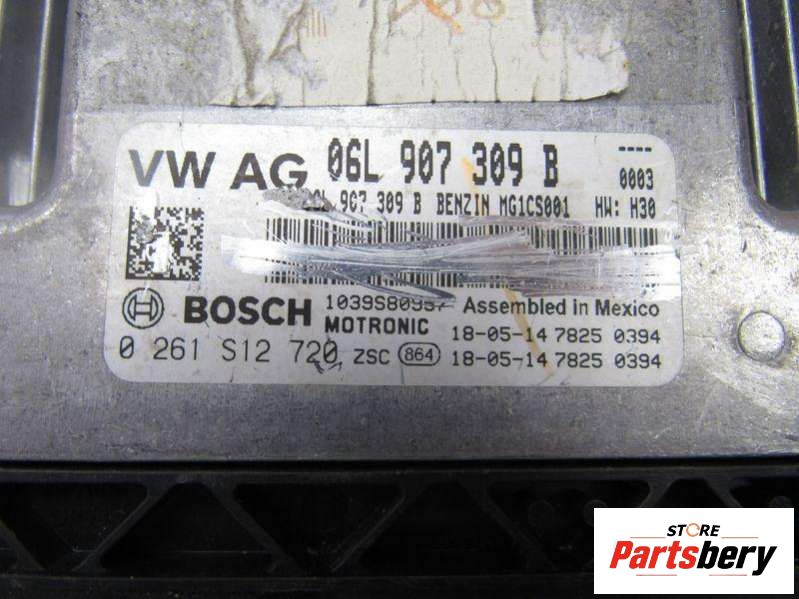 VW AG 06L 907 309 B ----
0003
907 309 B BENZIN MG1CS001 HW: H30
BOSCH Assembled in Mexico
MOTRONIC 18-05-14 7825 0394
0 261 S12 720 ZSC 864 18-05-14 7825 0394
STORE
Partsbery